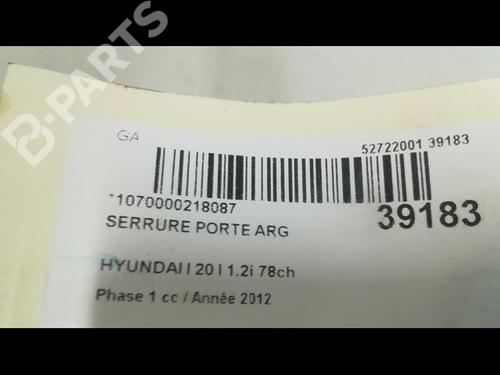 B-PARTS
GA
52722001 39183
*1070000218087
39183
SERRURE PORTE ARG
HYUNDAI I 20 I 1.2i 78ch
Phase 1 cc / Année 2012